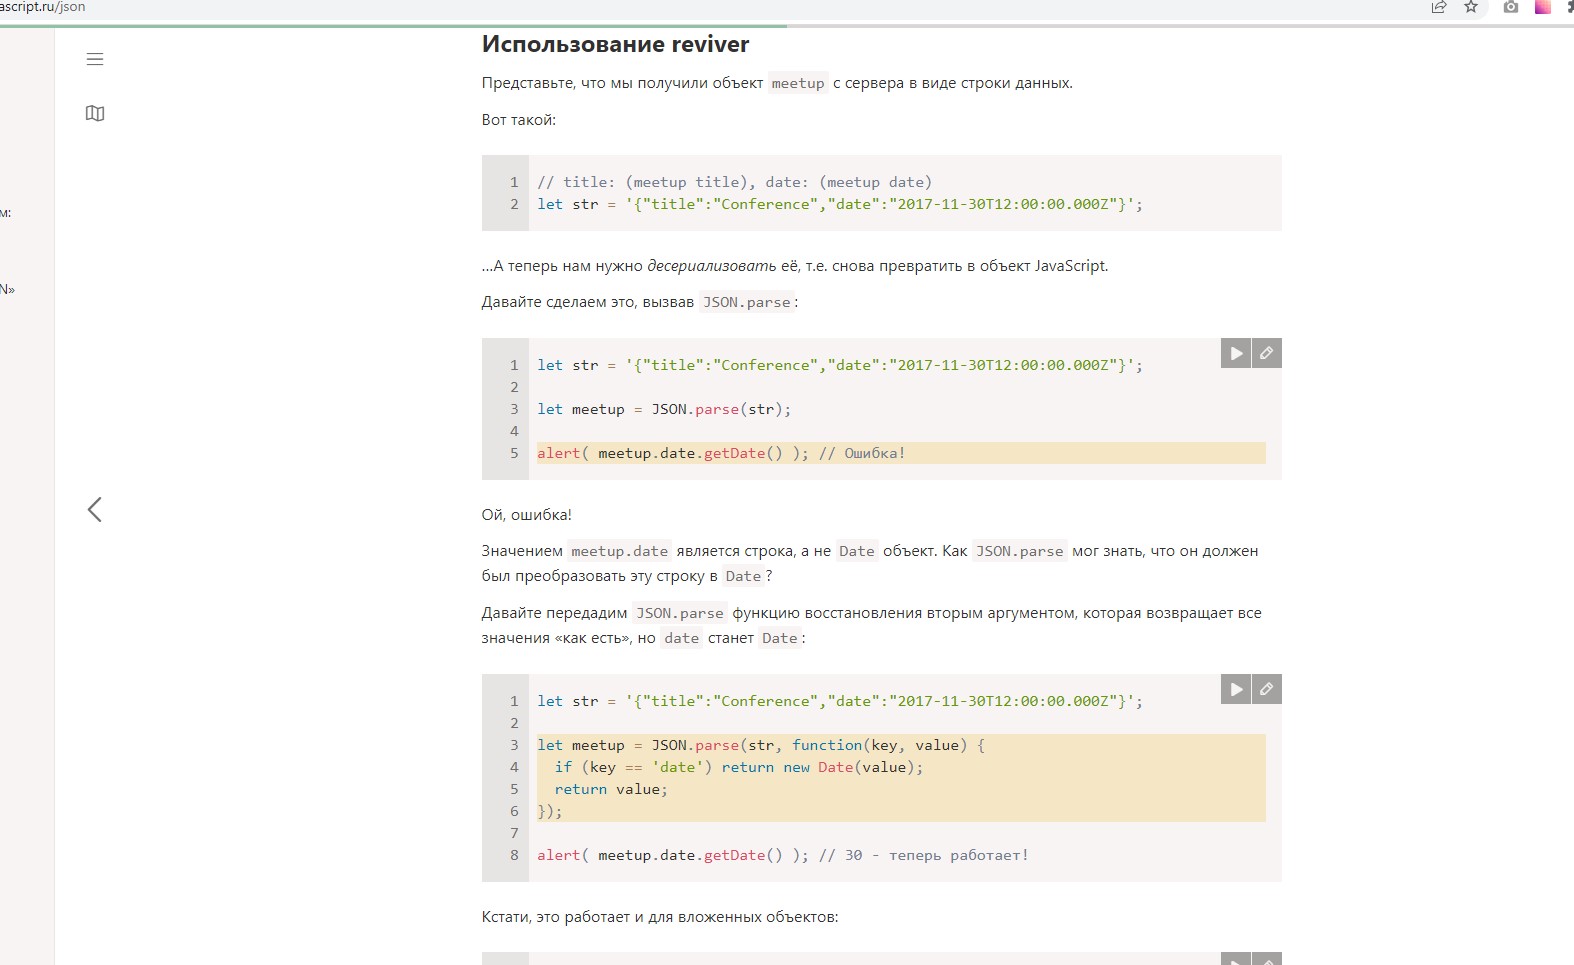 ascript.ru/json
м:
N»
Использование reviver
Представьте, что мы получили объект meetup с сервера в виде строки данных.
Вот такой:
1 // title: (meetup title), date: (meetup date)
2 let str = '{"title":"Conference","date":"2017-11-30T12:00:00.000Z"}';
…А теперь нам нужно десериализовать её, т.е. снова превратить в объект JavaScript.
Давайте сделаем это, вызвав JSON.parse:
1 let str = '{"title":"Conference","date":"2017-11-30T12:00:00.000Z"}';
2
3 let meetup = JSON.parse(str);
4
5 alert( meetup.date.getDate() ); // Ошибка!
Ой, ошибка!
Значением meetup.date является строка, а не Date объект. Как JSON.parse мог знать, что он должен
был преобразовать эту строку в Date?
Давайте передадим JSON.parse функцию восстановления вторым аргументом, которая возвращает все
значения «как есть», но date станет Date:
1 let str = '{"title":"Conference","date":"2017-11-30T12:00:00.000Z"}';
2
3 let meetup = JSON.parse(str, function(key, value) {
4 if (key == 'date') return new Date(value);
5 return value;
6 });
7
8 alert( meetup.date.getDate() ); // 30 - теперь работает!
Кстати, это работает и для вложенных объектов: